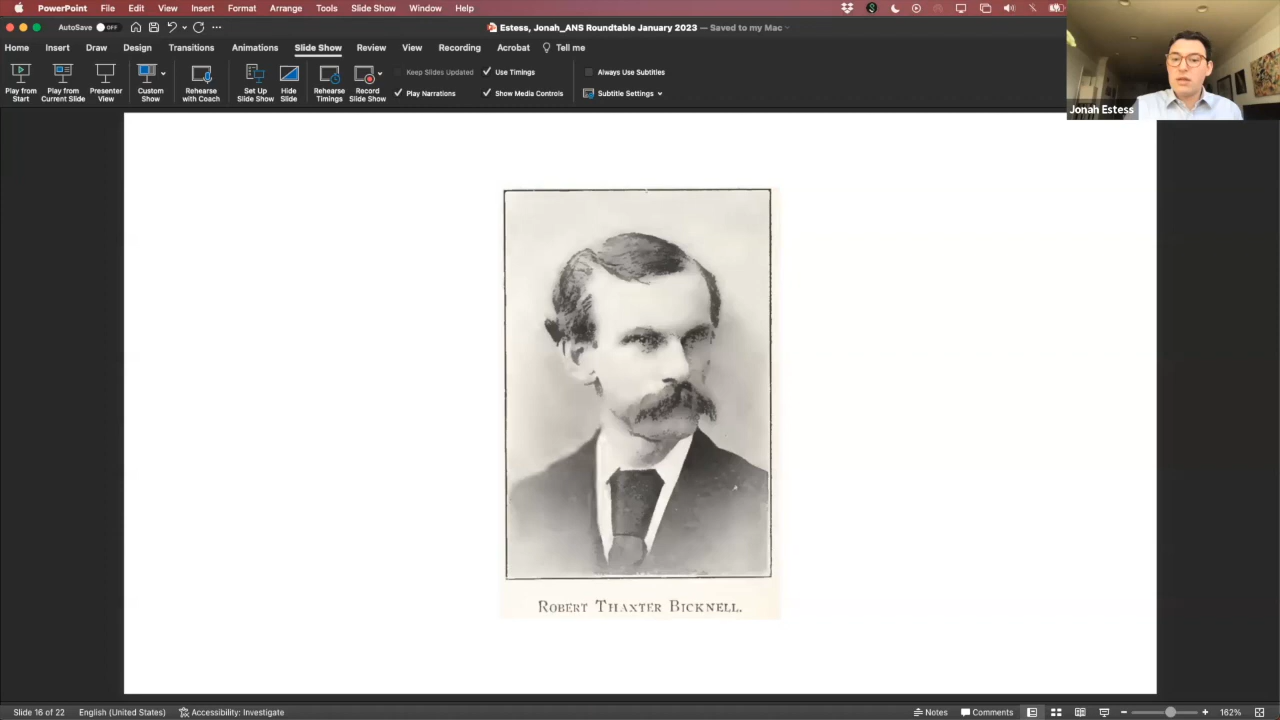 PowerPoint File Edit View Insert Format Arrange Tools Slide Show Window Help
AutoSave OFF
Estess, Jonah_ANS Roundtable January 2023 — Saved to my Mac
Home Insert Draw Design Transitions Animations Slide Show Review View Recording Acrobat Tell me
Play from Start
Play from Current Slide
Presenter View
Custom Show
Rehearse with Coach
Set Up Slide Show
Hide Slide
Rehearse Timings
Record Slide Show
Keep Slides Updated
Use Timings
Play Narrations
Show Media Controls
Always Use Subtitles
Subtitle Settings
Jonah Estess
ROBERT THAXTER BICKNELL.
Slide 16 of 22 English (United States) Accessibility: Investigate Notes Comments 162%